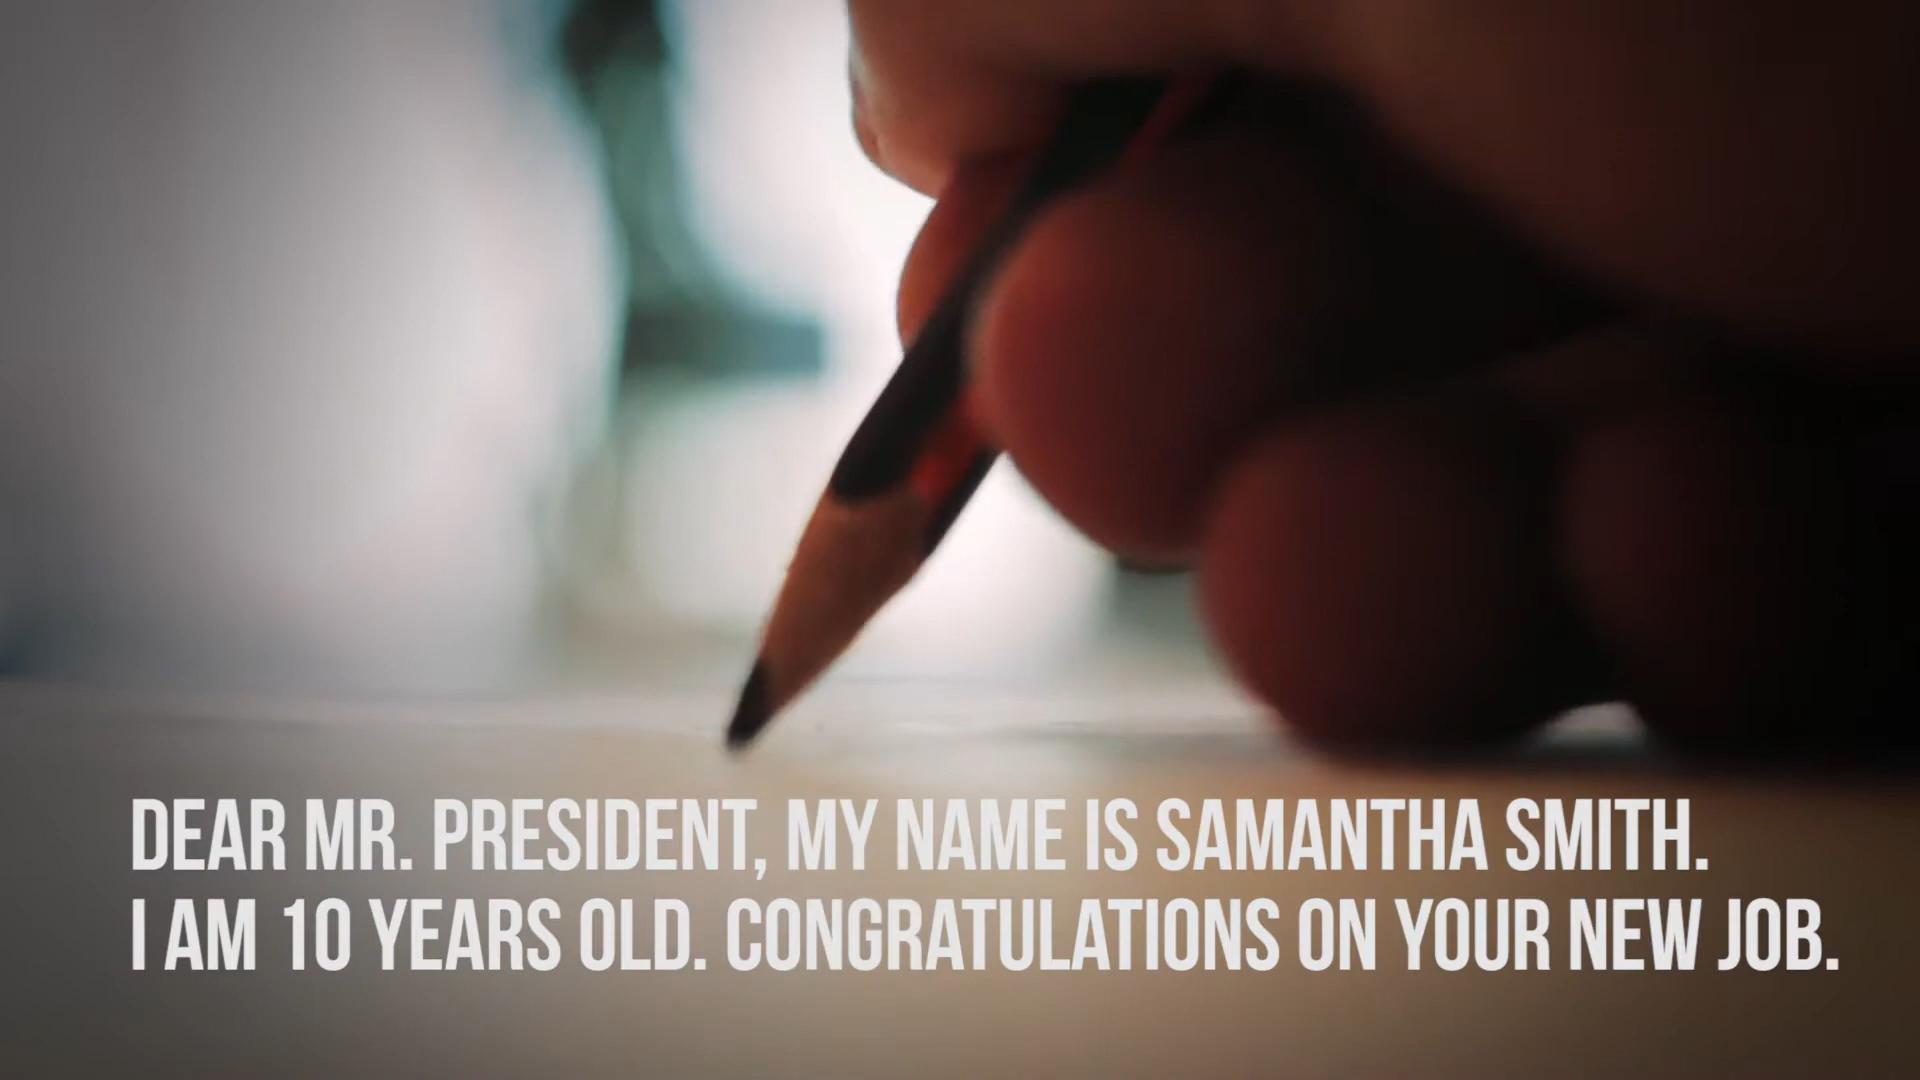 DEAR MR. PRESIDENT, MY NAME IS SAMANTHA SMITH.
I AM 10 YEARS OLD. CONGRATULATIONS ON YOUR NEW JOB.